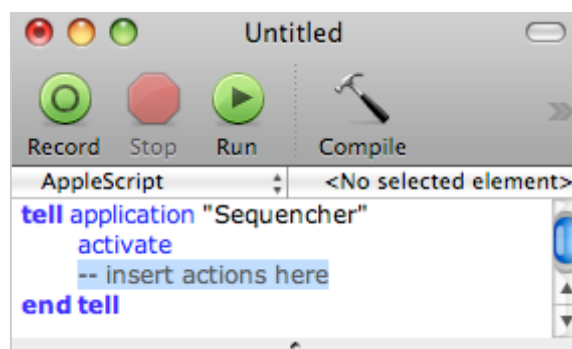 Untitled
Record Stop Run Compile
AppleScript <No selected element>
tell application "Sequencher"
activate
-- insert actions here
end tell